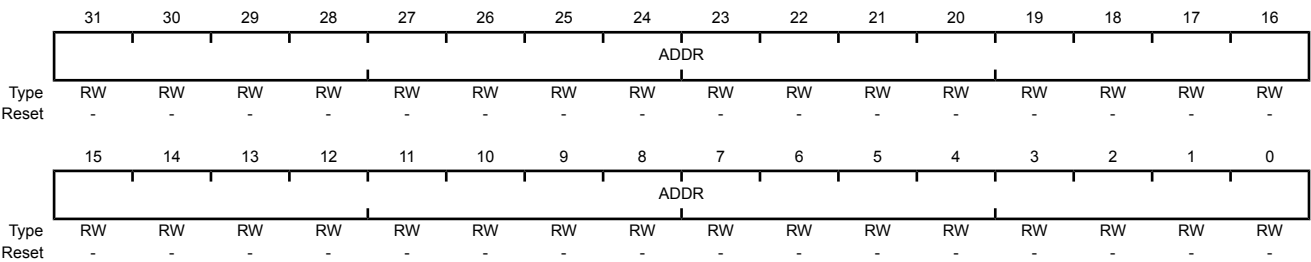 31 30 29 28 27 26 25 24 23 22 21 20 19 18 17 16
ADDR
Type RW RW RW RW RW RW RW RW RW RW RW RW RW RW RW RW
Reset - - - - - - - - - - - - - - - -
15 14 13 12 11 10 9 8 7 6 5 4 3 2 1 0
ADDR
Type RW RW RW RW RW RW RW RW RW RW RW RW RW RW RW RW
Reset - - - - - - - - - - - - - - - -